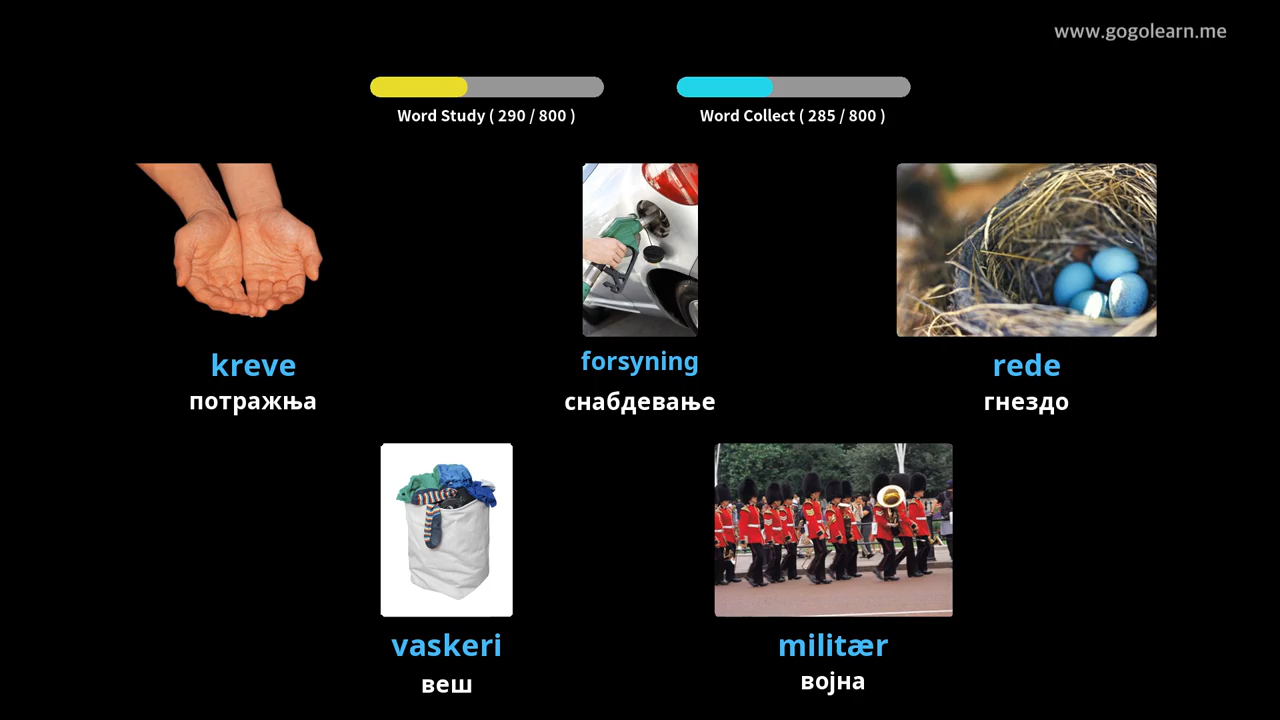 www.gogolearn.me
Word Study ( 290 / 800 )
Word Collect ( 285 / 800 )
kreve
потражња
forsyning
снабдевање
rede
гнездо
vaskeri
веш
militær
војна